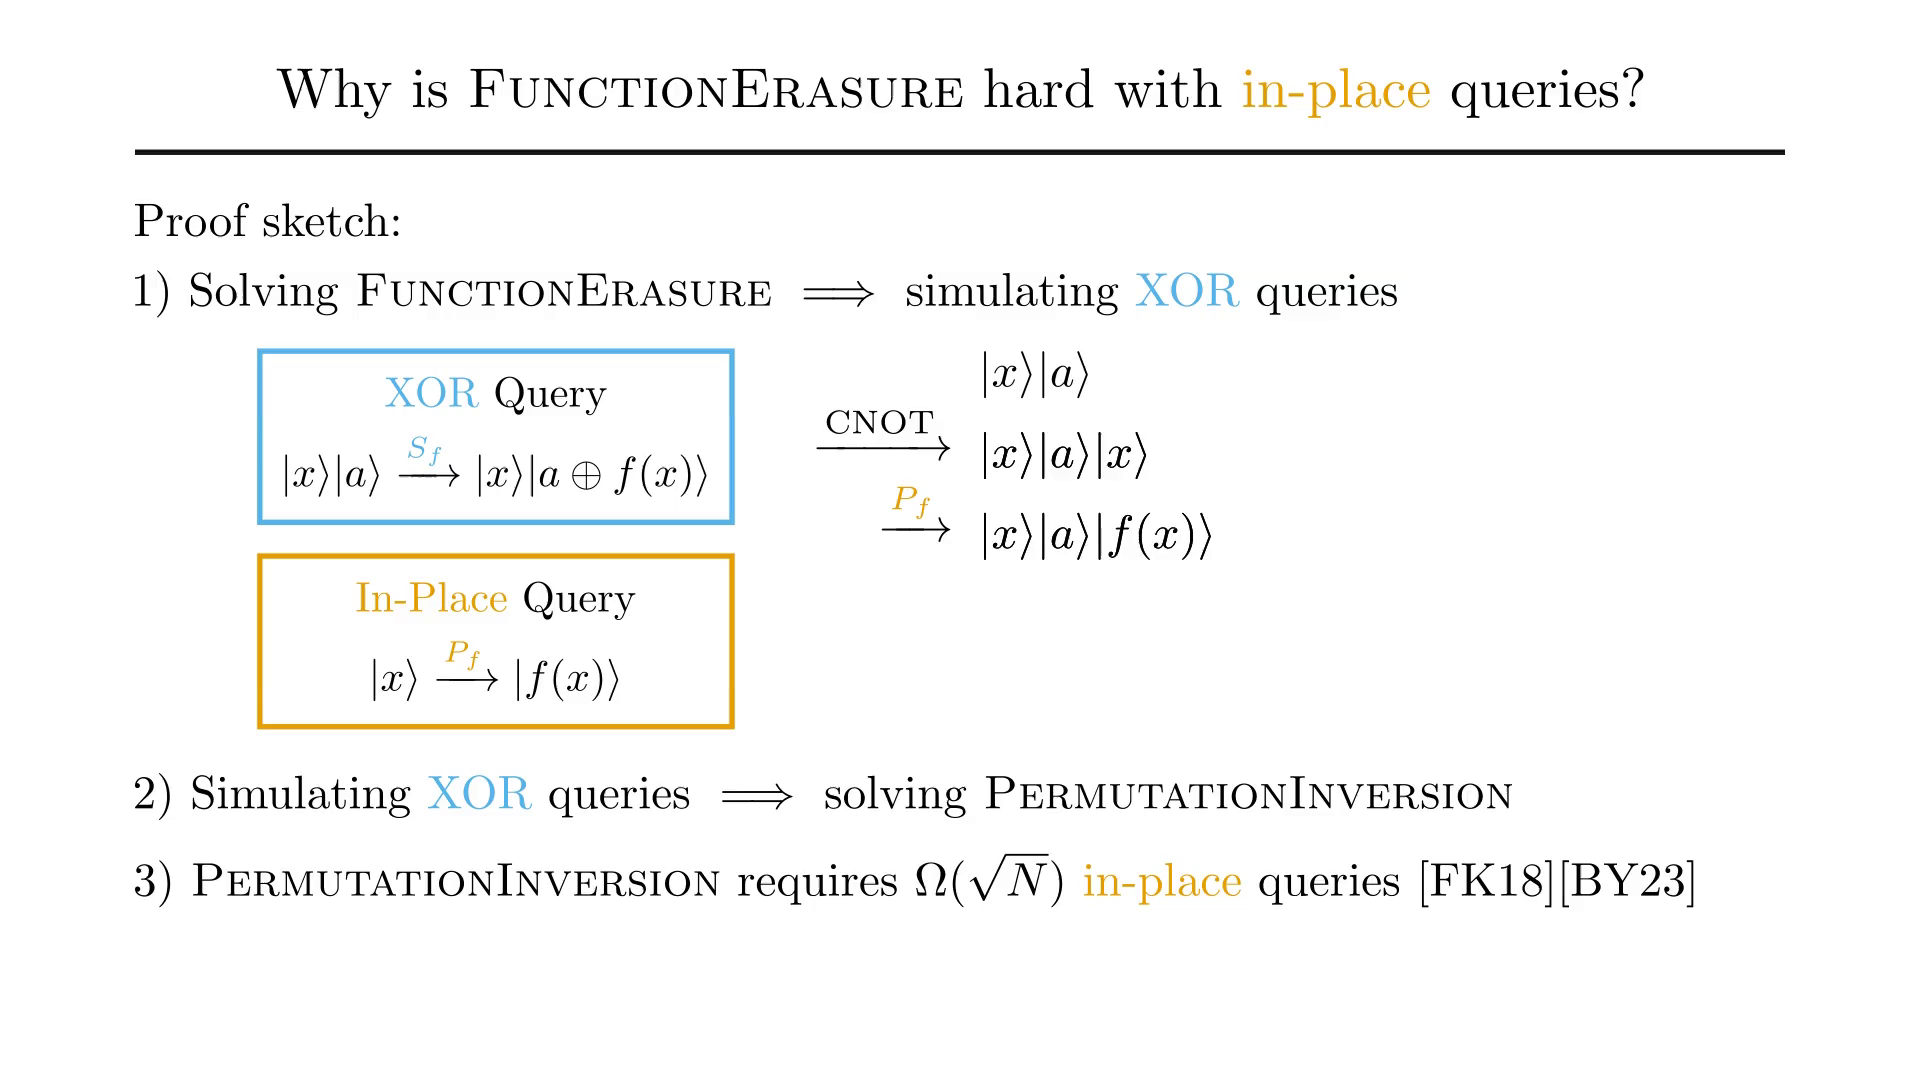 Why is FUNCTIONERASURE hard with in-place queries?
Proof sketch:
1) Solving FUNCTIONERASURE ⟹ simulating XOR queries
XOR Query
|x⟩|a⟩ —S_f→ |x⟩|a ⊕ f(x)⟩
In-Place Query
|x⟩ —P_f→ |f(x)⟩
|x⟩|a⟩
—CNOT→ |x⟩|a⟩|x⟩
—P_f→ |x⟩|a⟩|f(x)⟩
2) Simulating XOR queries ⟹ solving PERMUTATIONINVERSION
3) PERMUTATIONINVERSION requires Ω(√N) in-place queries [FK18][BY23]